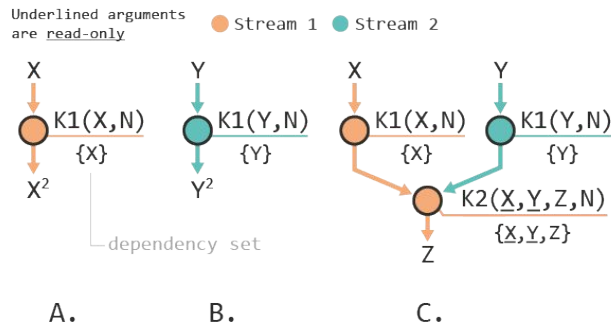 Underlined arguments
are read-only
Stream 1
Stream 2
X
K1(X,N)
{X}
X²
Y
K1(Y,N)
{Y}
Y²
X
K1(X,N)
{X}
Y
K1(Y,N)
{Y}
K2(X,Y,Z,N)
{X,Y,Z}
Z
dependency set
A.
B.
C.